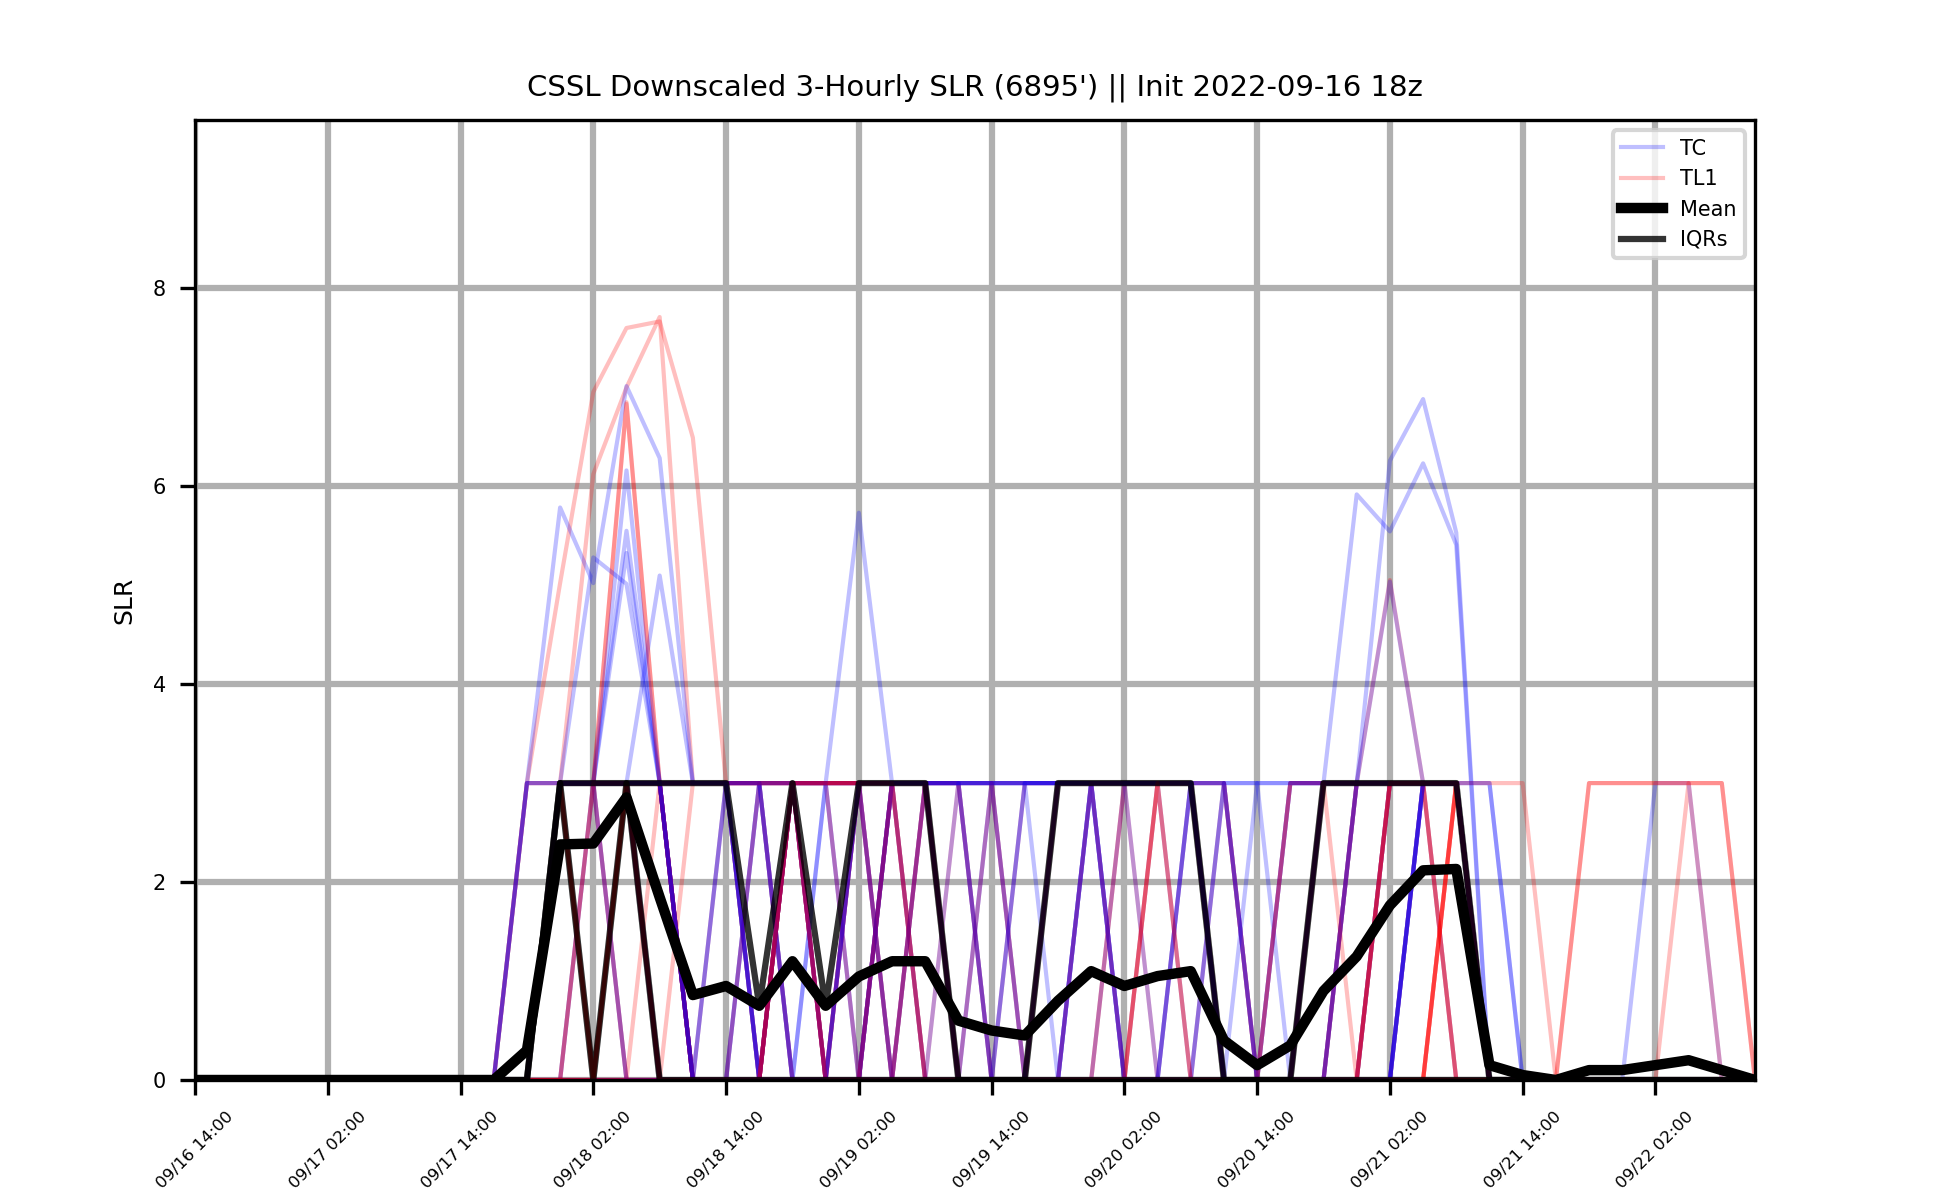 CSSL Downscaled 3-Hourly SLR (6895') || Init 2022-09-16 18z
TC
TL1
Mean
IQRs
SLR
8
6
4
2
0
09/16 14:00
09/17 02:00
09/17 14:00
09/18 02:00
09/18 14:00
09/19 02:00
09/19 14:00
09/20 02:00
09/20 14:00
09/21 02:00
09/21 14:00
09/22 02:00